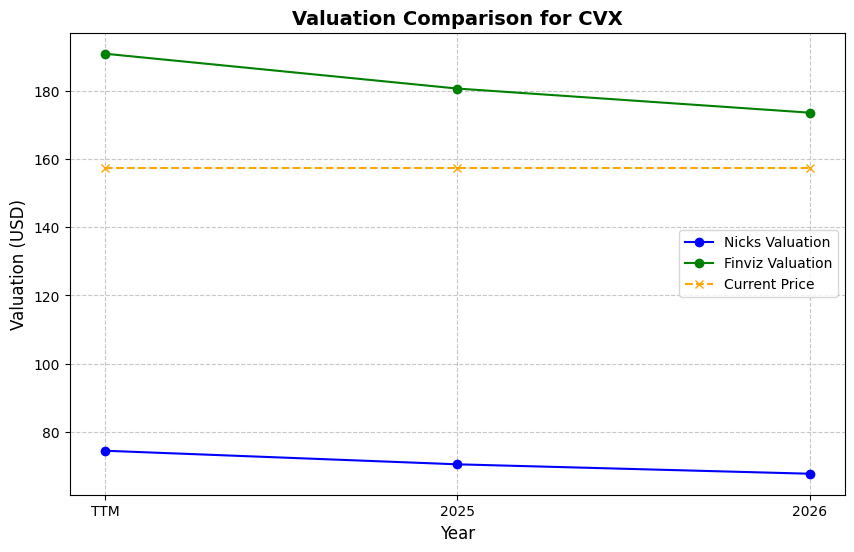 Valuation Comparison for CVX
Valuation (USD)
180
160
140
120
100
80
Nicks Valuation
Finviz Valuation
Current Price
TTM
2025
2026
Year